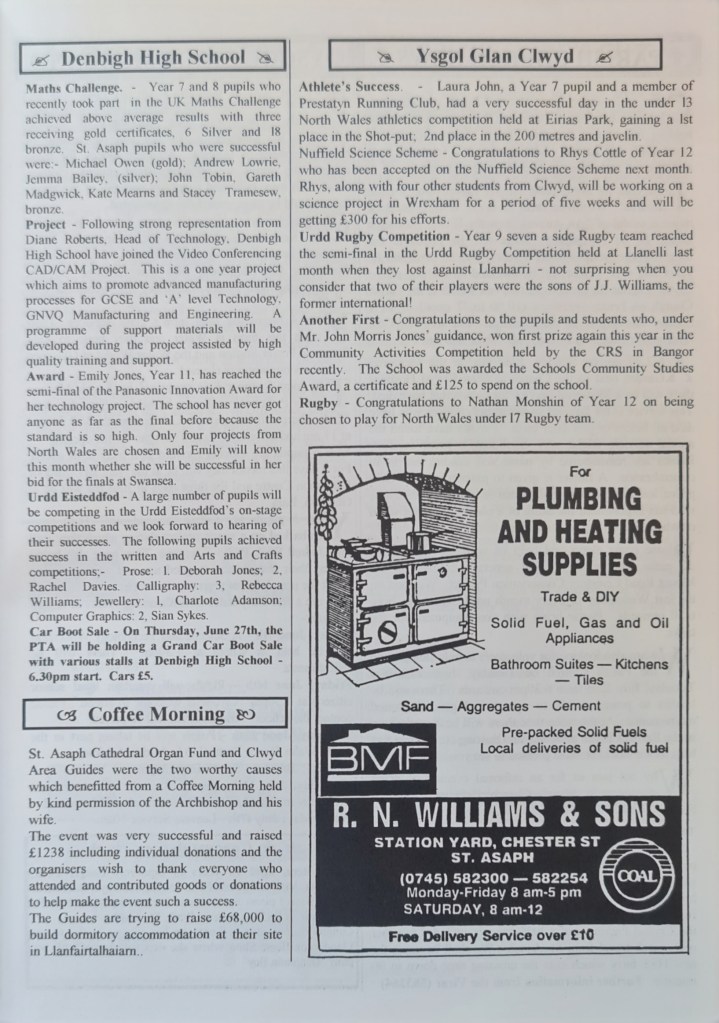 Denbigh High School
Maths Challenge. - Year 7 and 8 pupils who
recently took part in the UK Maths Challenge
achieved above average results with three
receiving gold certificates, 6 Silver and 18
bronze. St. Asaph pupils who were successful
were:- Michael Owen (gold); Andrew Lowrie,
Jemma Bailey, (silver); John Tobin, Gareth
Madgwick, Kate Mearns and Stacey Tramesew,
bronze.
Project - Following strong representation from
Diane Roberts, Head of Technology, Denbigh
High School have joined the Video Conferencing
CAD/CAM Project. This is a one year project
which aims to promote advanced manufacturing
processes for GCSE and 'A' level Technology,
GNVQ Manufacturing and Engineering. A
programme of support materials will be
developed during the project assisted by high
quality training and support.
Award - Emily Jones, Year 11, has reached the
semi-final of the Panasonic Innovation Award for
her technology project. The school has never got
anyone as far as the final before because the
standard is so high. Only four projects from
North Wales are chosen and Emily will know
this month whether she will be successful in her
bid for the finals at Swansea.
Urdd Eisteddfod - A large number of pupils will
be competing in the Urdd Eisteddfod's on-stage
competitions and we look forward to hearing of
their successes. The following pupils achieved
success in the written and Arts and Crafts
competitions;- Prose: 1, Deborah Jones; 2,
Rachel Davies. Calligraphy: 3, Rebecca
Williams; Jewellery: 1, Charlote Adamson;
Computer Graphics: 2, Sian Sykes.
Car Boot Sale - On Thursday, June 27th, the
PTA will be holding a Grand Car Boot Sale
with various stalls at Denbigh High School -
6.30pm start. Cars £5.
Coffee Morning
St. Asaph Cathedral Organ Fund and Clwyd
Area Guides were the two worthy causes
which benefitted from a Coffee Morning held
by kind permission of the Archbishop and his
wife.
The event was very successful and raised
£1238 including individual donations and the
organisers wish to thank everyone who
attended and contributed goods or donations
to help make the event such a success.
The Guides are trying to raise £68,000 to
build dormitory accommodation at their site
in Llanfairtalhaiarn..
Ysgol Glan Clwyd
Athlete's Success. - Laura John, a Year 7 pupil and a member of
Prestatyn Running Club, had a very successful day in the under 13
North Wales athletics competition held at Eirias Park, gaining a 1st
place in the Shot-put; 2nd place in the 200 metres and javelin.
Nuffield Science Scheme - Congratulations to Rhys Cottle of Year 12
who has been accepted on the Nuffield Science Scheme next month.
Rhys, along with four other students from Clwyd, will be working on a
science project in Wrexham for a period of five weeks and will be
getting £300 for his efforts.
Urdd Rugby Competition - Year 9 seven a side Rugby team reached
the semi-final in the Urdd Rugby Competition held at Llanelli last
month when they lost against Llanharri - not surprising when you
consider that two of their players were the sons of J.J. Williams, the
former international!
Another First - Congratulations to the pupils and students who, under
Mr. John Morris Jones' guidance, won first prize again this year in the
Community Activities Competition held by the CRS in Bangor
recently. The School was awarded the Schools Community Studies
Award, a certificate and £125 to spend on the school.
Rugby - Congratulations to Nathan Monshin of Year 12 on being
chosen to play for North Wales under 17 Rugby team.
For
PLUMBING
AND HEATING
SUPPLIES
Trade & DIY
Solid Fuel, Gas and Oil
Appliances
Bathroom Suites — Kitchens
— Tiles
Sand — Aggregates — Cement
BMF
Pre-packed Solid Fuels
Local deliveries of solid fuel
R. N. WILLIAMS & SONS
STATION YARD, CHESTER ST
ST. ASAPH
(0745) 582300 — 582254
Monday-Friday 8 am-5 pm
SATURDAY, 8 am-12
COAL
Free Delivery Service over £10